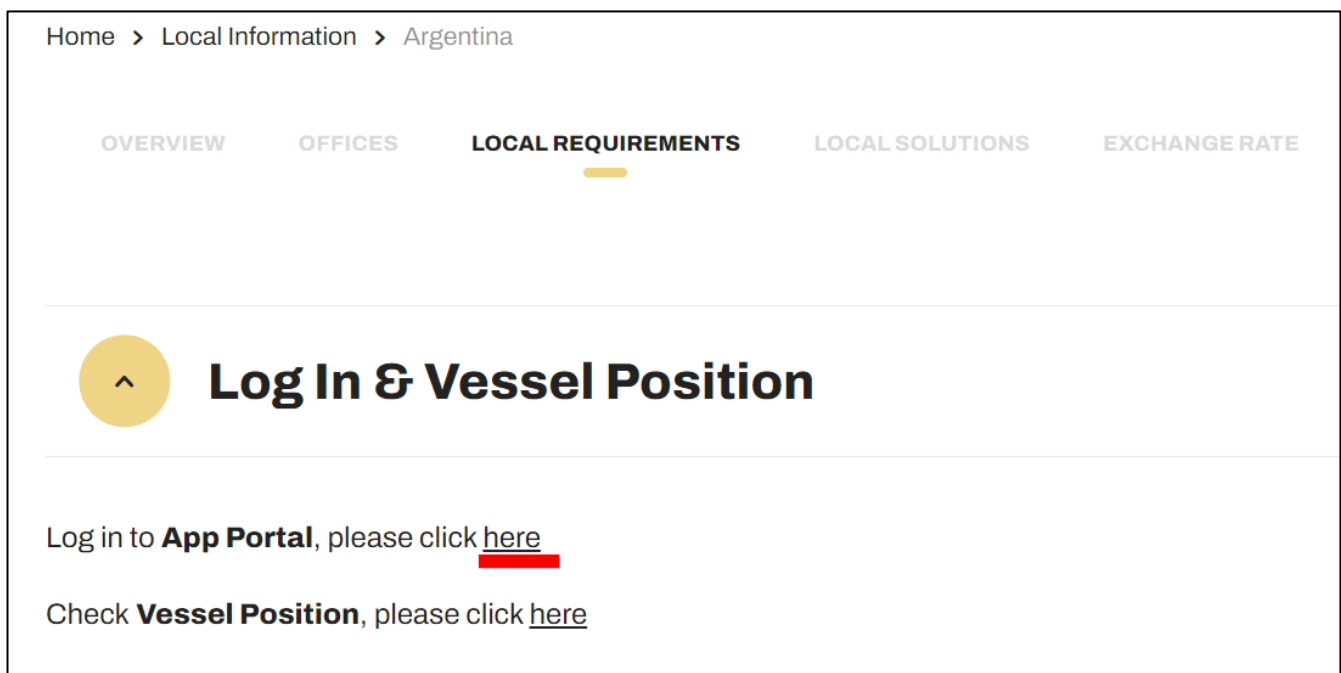 Home > Local Information > Argentina
OVERVIEW OFFICES LOCAL REQUIREMENTS LOCAL SOLUTIONS EXCHANGE RATE
Log In & Vessel Position
Log in to App Portal, please click here
Check Vessel Position, please click here